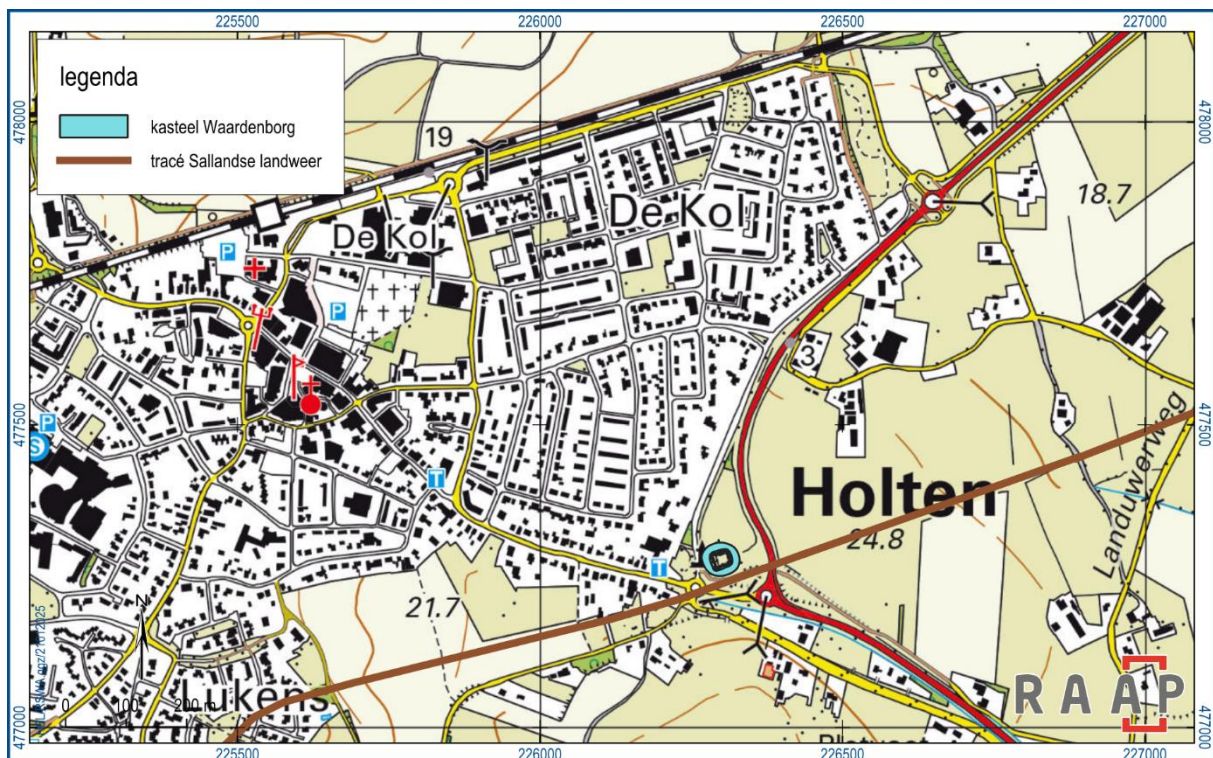 225500
226000
226500
227000
legenda
kasteel Waardenborg
tracé Sallandse landweer
478000
478000
19
De Kol
De Kol
18.7
P
P
3
477500
477500
P
S
T
Holten
24.8
Landuwerweg
T
21.7
N
Lukens
0 100 200 m
RAAP
477000
477000
225500
226000
226500
227000